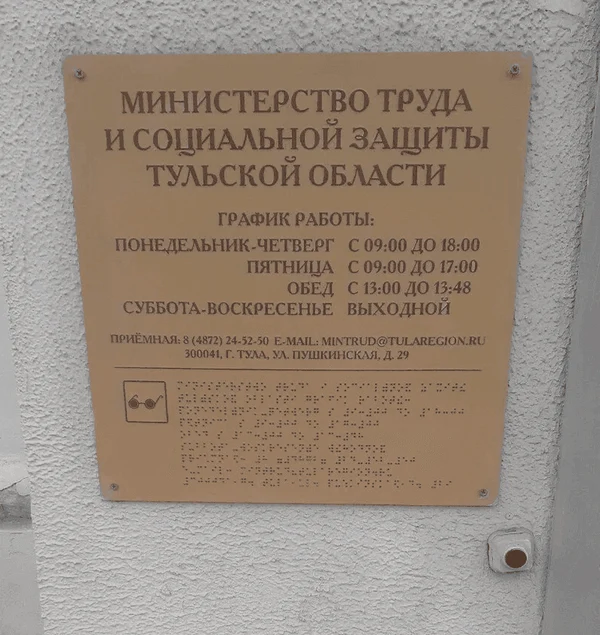 МИНИСТЕРСТВО ТРУДА
И СОЦИАЛЬНОЙ ЗАЩИТЫ
ТУЛЬСКОЙ ОБЛАСТИ
ГРАФИК РАБОТЫ:
ПОНЕДЕЛЬНИК-ЧЕТВЕРГ С 09:00 ДО 18:00
ПЯТНИЦА С 09:00 ДО 17:00
ОБЕД С 13:00 ДО 13:48
СУББОТА-ВОСКРЕСЕНЬЕ ВЫХОДНОЙ
ПРИЁМНАЯ: 8 (4872) 24-52-50 E-MAIL: MINTRUD@TULAREGION.RU
300041, Г. ТУЛА, УЛ. ПУШКИНСКАЯ, Д. 29